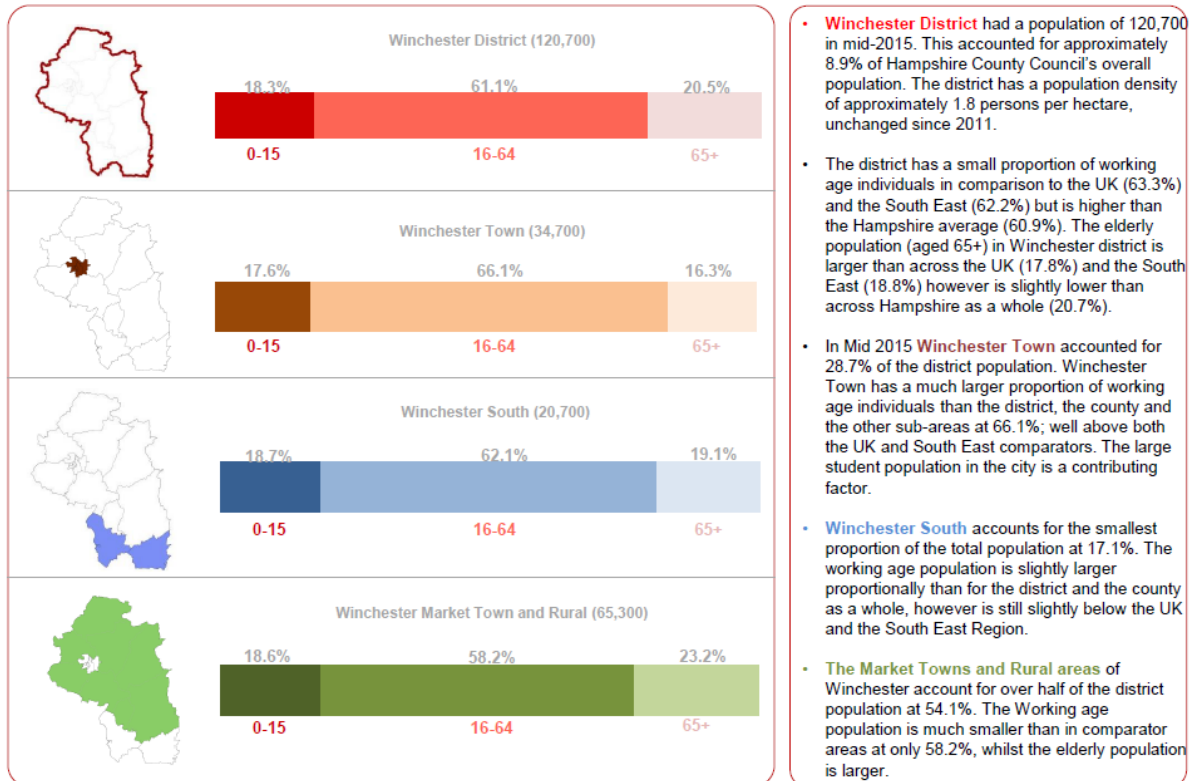 Winchester District (120,700)
18.3% 61.1% 20.5%
0-15 16-64 65+
Winchester Town (34,700)
17.6% 66.1% 16.3%
0-15 16-64 65+
Winchester South (20,700)
18.7% 62.1% 19.1%
0-15 16-64 65+
Winchester Market Town and Rural (65,300)
18.6% 58.2% 23.2%
0-15 16-64 65+
• Winchester District had a population of 120,700
in mid-2015. This accounted for approximately
8.9% of Hampshire County Council's overall
population. The district has a population density
of approximately 1.8 persons per hectare,
unchanged since 2011.
• The district has a small proportion of working
age individuals in comparison to the UK (63.3%)
and the South East (62.2%) but is higher than
the Hampshire average (60.9%). The elderly
population (aged 65+) in Winchester district is
larger than across the UK (17.8%) and the South
East (18.8%) however is slightly lower than
across Hampshire as a whole (20.7%).
• In Mid 2015 Winchester Town accounted for
28.7% of the district population. Winchester
Town has a much larger proportion of working
age individuals than the district, the county and
the other sub-areas at 66.1%; well above both
the UK and South East comparators. The large
student population in the city is a contributing
factor.
• Winchester South accounts for the smallest
proportion of the total population at 17.1%. The
working age population is slightly larger
proportionally than for the district and the county
as a whole, however is still slightly below the UK
and the South East Region.
• The Market Towns and Rural areas of
Winchester account for over half of the district
population at 54.1%. The Working age
population is much smaller than in comparator
areas at only 58.2%, whilst the elderly population
is larger.